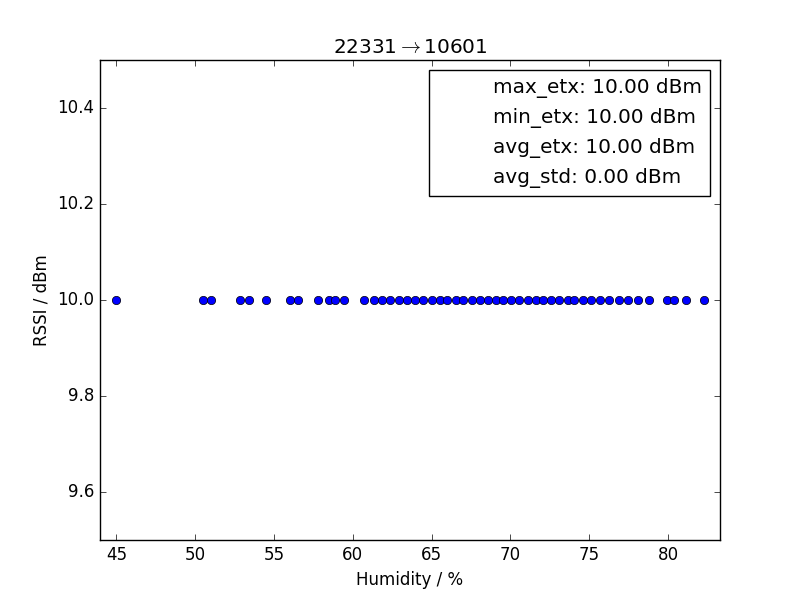 22331→10601
max_etx: 10.00 dBm
min_etx: 10.00 dBm
avg_etx: 10.00 dBm
avg_std: 0.00 dBm
10.4
10.2
10.0
9.8
9.6
RSSI / dBm
45 50 55 60 65 70 75 80
Humidity / %